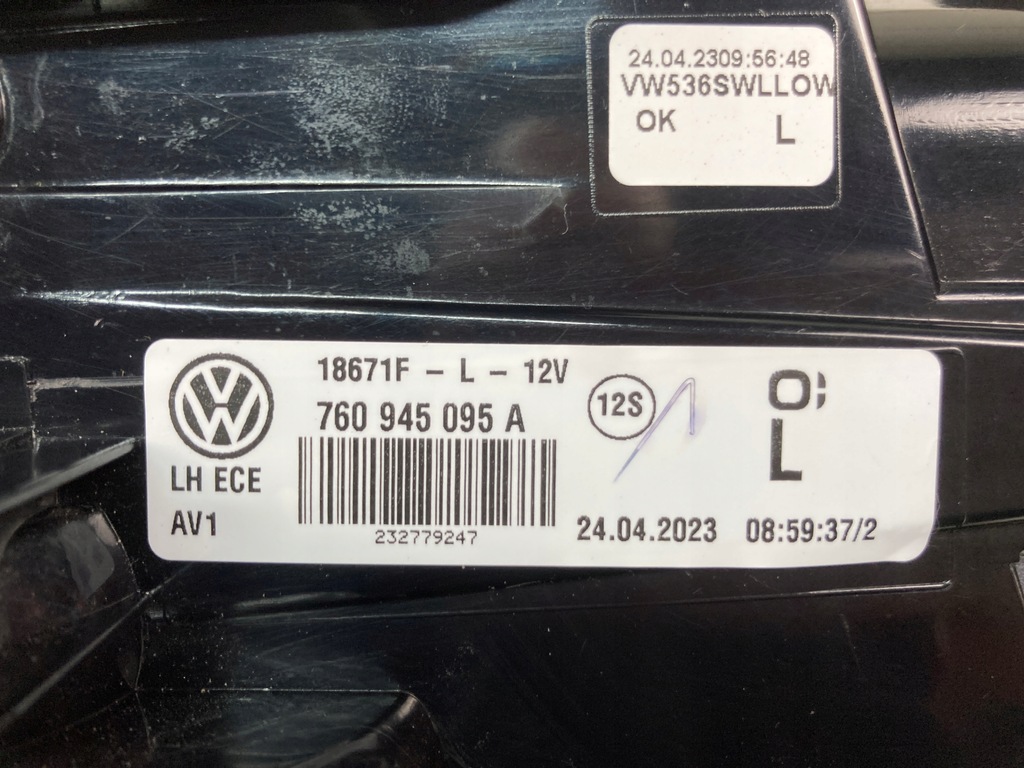 24.04.2309:56:48
VW536SWLLOW
OK L
18671F - L - 12V
760 945 095 A
12S
LH ECE
AV1
232779247
L
24.04.2023 08:59:37/2